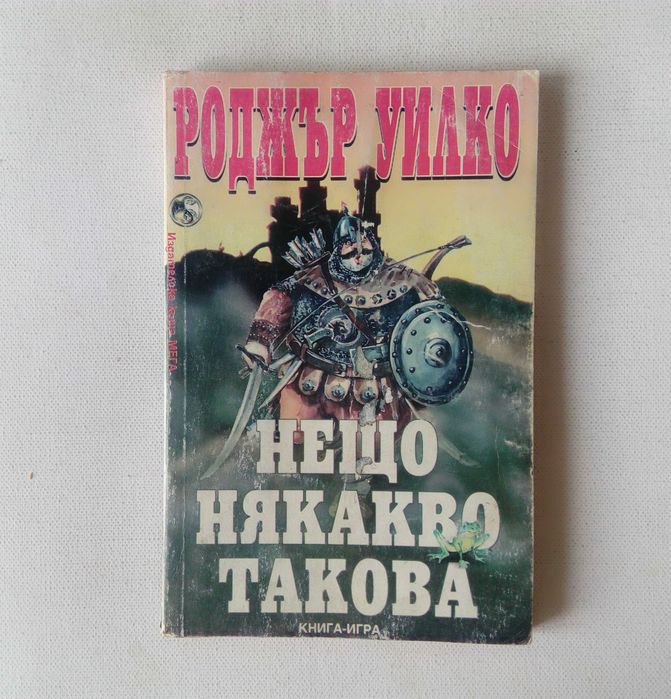 РОДЖЪР УИЛКО
Издателска къща МЕГА
НЕЩО
НЯКАКВО
ТАКОВА
КНИГА-ИГРА